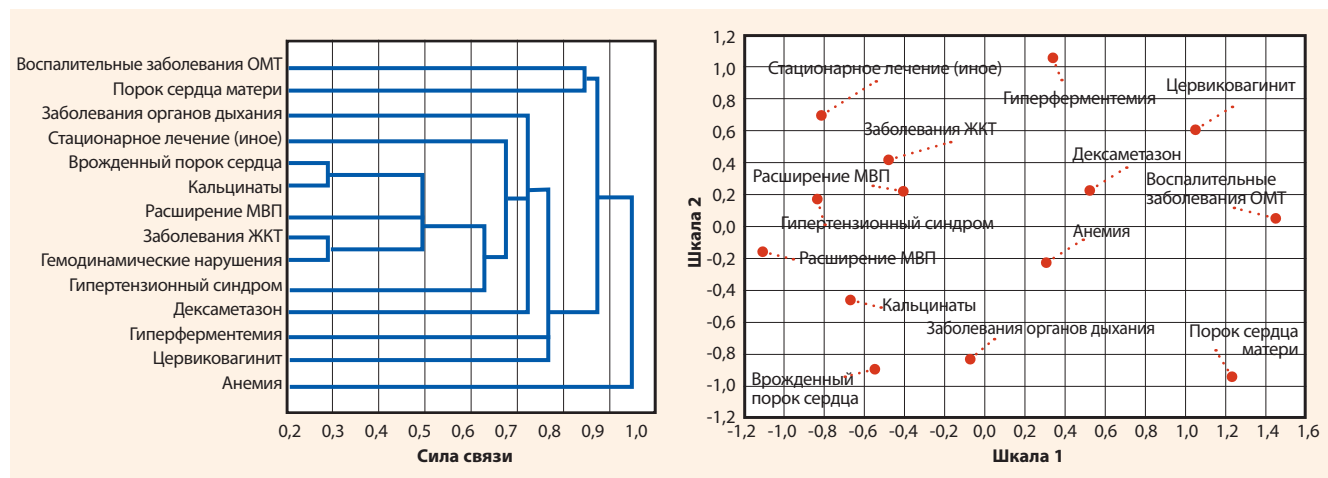 Воспалительные заболевания ОМТ
Порок сердца матери
Заболевания органов дыхания
Стационарное лечение (иное)
Врожденный порок сердца
Кальцинаты
Расширение МВП
Заболевания ЖКТ
Гемодинамические нарушения
Гипертензионный синдром
Дексаметазон
Гиперферментемия
Цервиковагинит
Анемия
0,2 0,3 0,4 0,5 0,6 0,7 0,8 0,9 1,0
Сила связи
1,2
1,0
0,8
0,6
0,4
0,2
0,0
-0,2
-0,4
-0,6
-0,8
-1,0
-1,2
Шкала 2
Стационарное лечение (иное)
Гиперферментемия
Цервиковагинит
Заболевания ЖКТ
Дексаметазон
Расширение МВП
Воспалительные
заболевания ОМТ
Гипертензионный синдром
Анемия
Расширение МВП
Кальцинаты
Заболевания органов дыхания
Порок сердца
матери
Врожденный
порок сердца
-1,2 -1,0 -0,8 -0,6 -0,4 -0,2 0,0 0,2 0,4 0,6 0,8 1,0 1,2 1,4 1,6
Шкала 1